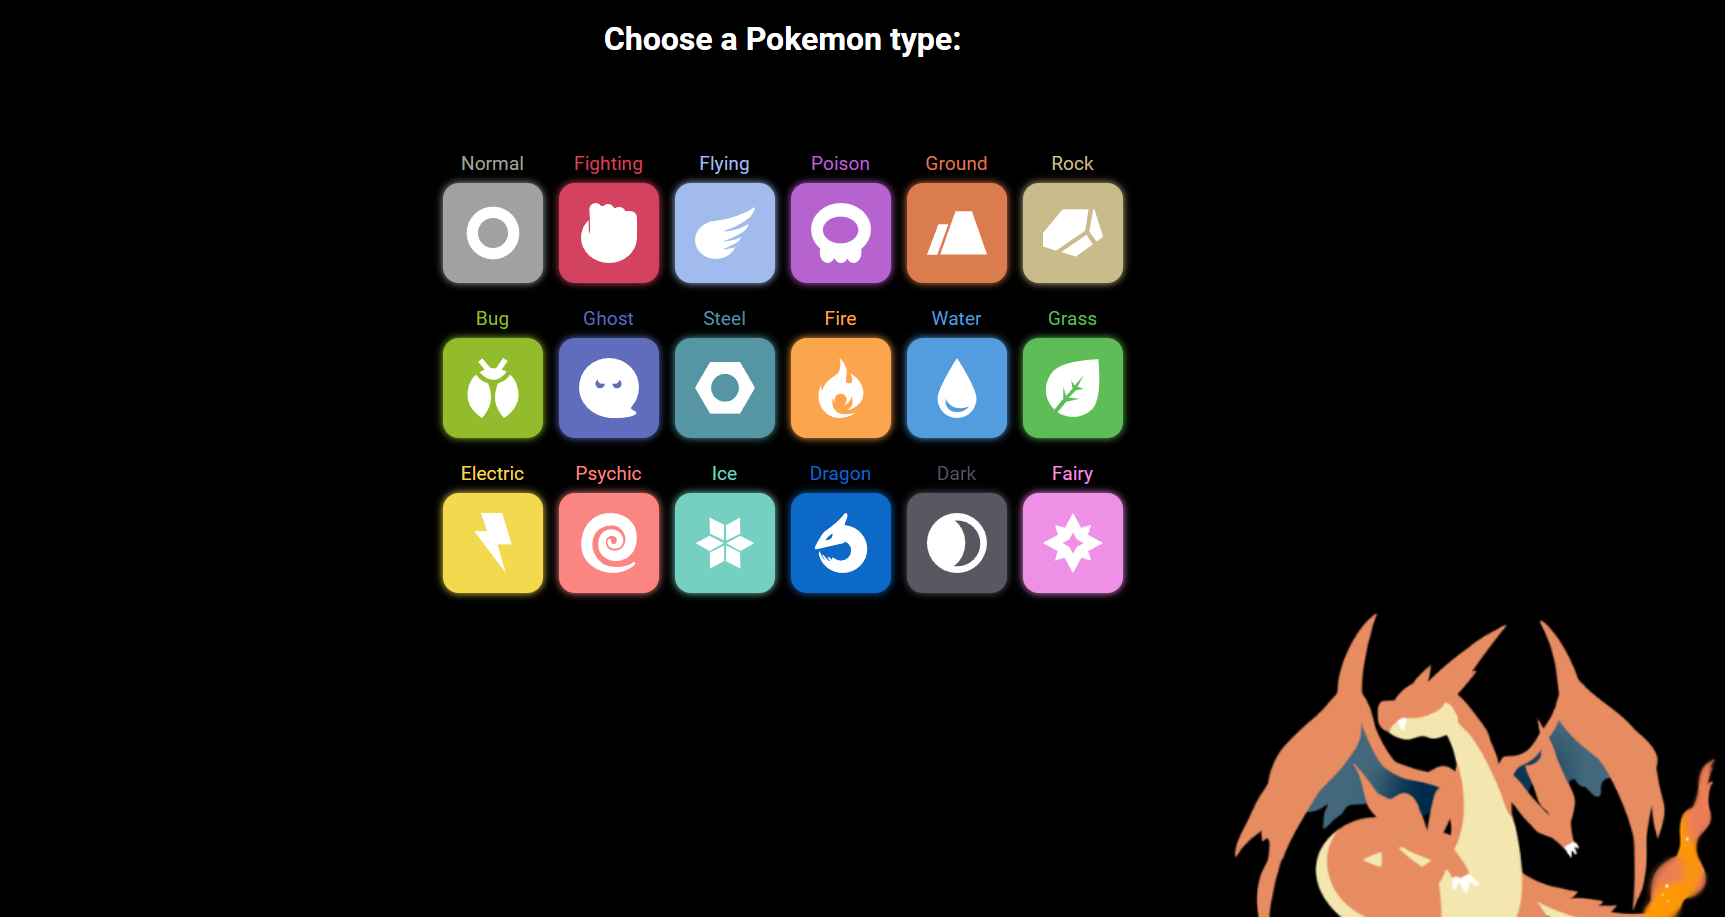 Choose a Pokemon type:
Normal Fighting Flying Poison Ground Rock
Bug Ghost Steel Fire Water Grass
Electric Psychic Ice Dragon Dark Fairy